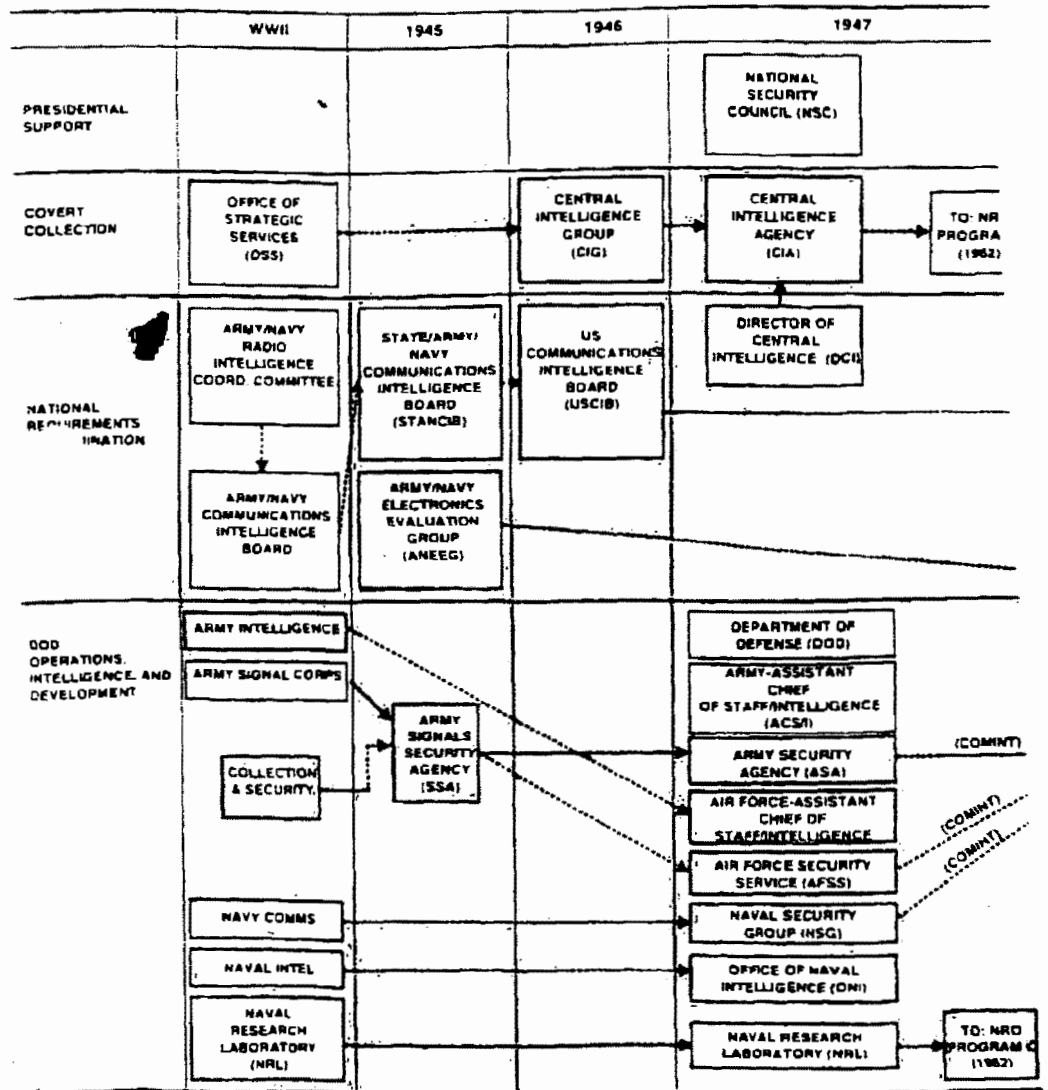 WWII
1945
1946
1947
PRESIDENTIAL
SUPPORT
NATIONAL
SECURITY
COUNCIL (NSC)
COVERT
COLLECTION
OFFICE OF
STRATEGIC
SERVICES
(OSS)
CENTRAL
INTELLIGENCE
GROUP
(CIG)
CENTRAL
INTELLIGENCE
AGENCY
(CIA)
TO: NR
PROGRA
(1962)
NATIONAL
REQUIREMENTS
INATION
ARMY/NAVY
RADIO
INTELLIGENCE
COORD. COMMITTEE
ARMY/NAVY
COMMUNICATIONS
INTELLIGENCE
BOARD
STATE/ARMY/
NAVY
COMMUNICATIONS
INTELLIGENCE
BOARD
(STANCIB)
ARMY/NAVY
ELECTRONICS
EVALUATION
GROUP
(ANEEG)
US
COMMUNICATIONS
INTELLIGENCE
BOARD
(USCIB)
DIRECTOR OF
CENTRAL
INTELLIGENCE (DCI)
DOD
OPERATIONS,
INTELLIGENCE, AND
DEVELOPMENT
ARMY INTELLIGENCE
ARMY SIGNAL CORPS
COLLECTION
& SECURITY
NAVY COMMS
NAVAL INTEL
NAVAL
RESEARCH
LABORATORY
(NRL)
ARMY
SIGNALS
SECURITY
AGENCY
(SSA)
DEPARTMENT OF
DEFENSE (DOD)
ARMY-ASSISTANT
CHIEF
OF STAFF/INTELLIGENCE
(ACS/I)
ARMY SECURITY
AGENCY (ASA)
(COMINT)
AIR FORCE-ASSISTANT
CHIEF OF
STAFF/INTELLIGENCE
AIR FORCE SECURITY
SERVICE (AFSS)
(COMINT)
NAVAL SECURITY
GROUP (NSG)
(COMINT)
OFFICE OF NAVAL
INTELLIGENCE (ONI)
NAVAL RESEARCH
LABORATORY (NRL)
TO: NRO
PROGRAM C
(1962)